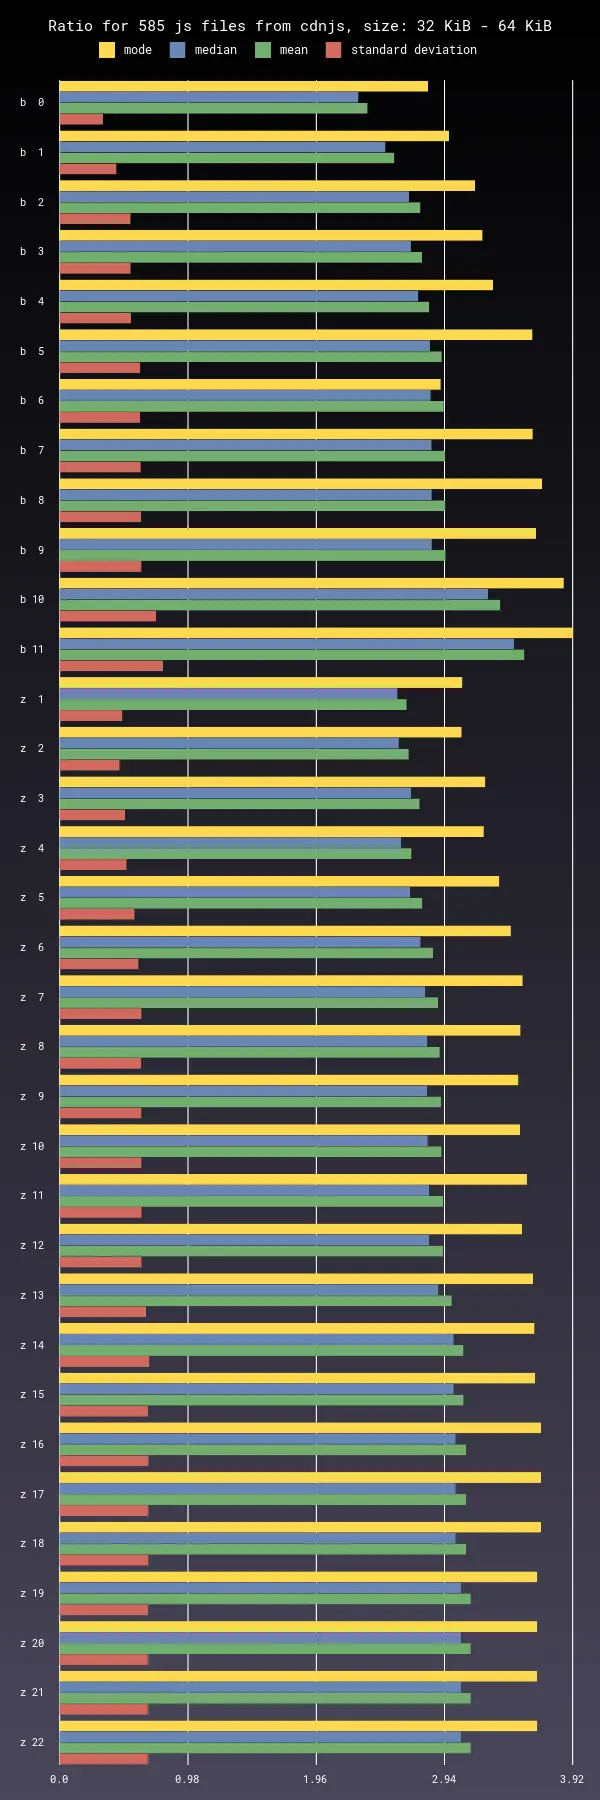 Ratio for 585 js files from cdnjs, size: 32 KiB - 64 KiB
mode median mean standard deviation
b 0
b 1
b 2
b 3
b 4
b 5
b 6
b 7
b 8
b 9
b 10
b 11
z 1
z 2
z 3
z 4
z 5
z 6
z 7
z 8
z 9
z 10
z 11
z 12
z 13
z 14
z 15
z 16
z 17
z 18
z 19
z 20
z 21
z 22
0.0 0.98 1.96 2.94 3.92